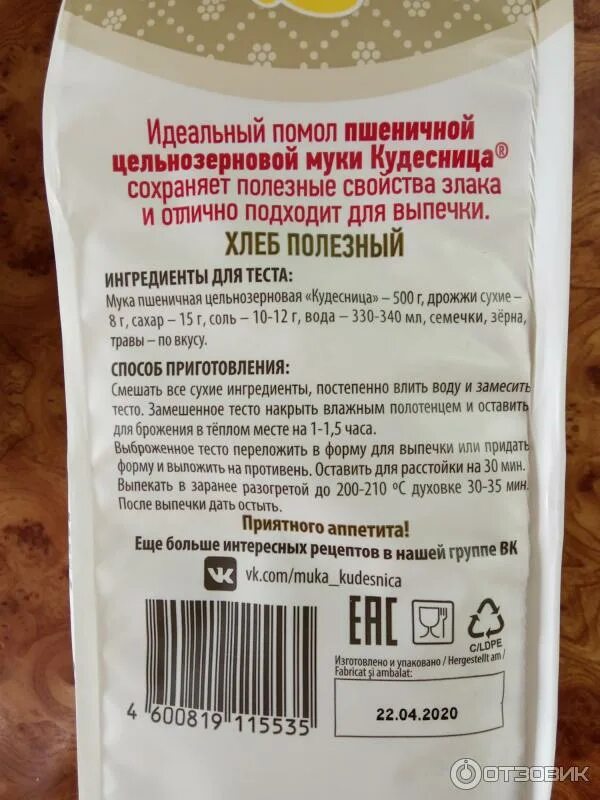 Идеальный помол пшеничной
цельнозерновой муки Кудесница®
сохраняет полезные свойства злака
и отлично подходит для выпечки.
ХЛЕБ ПОЛЕЗНЫЙ
ИНГРЕДИЕНТЫ ДЛЯ ТЕСТА:
Мука пшеничная цельнозерновая «Кудесница» – 500 г, дрожжи сухие –
8 г, сахар – 15 г, соль – 10-12 г, вода – 330-340 мл, семечки, зёрна,
травы – по вкусу.
СПОСОБ ПРИГОТОВЛЕНИЯ:
Смешать все сухие ингредиенты, постепенно влить воду и замесить
тесто. Замешенное тесто накрыть влажным полотенцем и оставить
для брожения в тёплом месте на 1-1,5 часа.
Выброженное тесто переложить в форму для выпечки или придать
форму и выложить на противень. Оставить для расстойки на 30 мин.
Выпекать в заранее разогретой до 200-210 ºС духовке 30-35 мин.
После выпечки дать остыть.
Приятного аппетита!
Еще больше интересных рецептов в нашей группе ВК
vk.com/muka_kudesnica
EAC
C/LDPE
Изготовлено и упаковано / Hergestellt am /
Fabricat şi ambalat:
22.04.2020
4 600819 115535
ОТЗОВИК